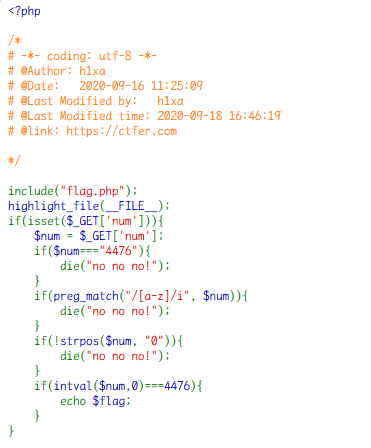 <?php

/*
# -*- coding: utf-8 -*-
# @Author: h1xa
# @Date:   2020-09-16 11:25:09
# @Last Modified by:   h1xa
# @Last Modified time: 2020-09-18 16:46:19
# @link: https://ctfer.com

*/

include("flag.php");
highlight_file(__FILE__);
if(isset($_GET['num'])){
    $num = $_GET['num'];
    if($num==="4476"){
        die("no no no!");
    }
    if(preg_match("/[a-z]/i", $num)){
        die("no no no!");
    }
    if(!strpos($num, "0")){
        die("no no no!");
    }
    if(intval($num,0)===4476){
        echo $flag;
    }
}